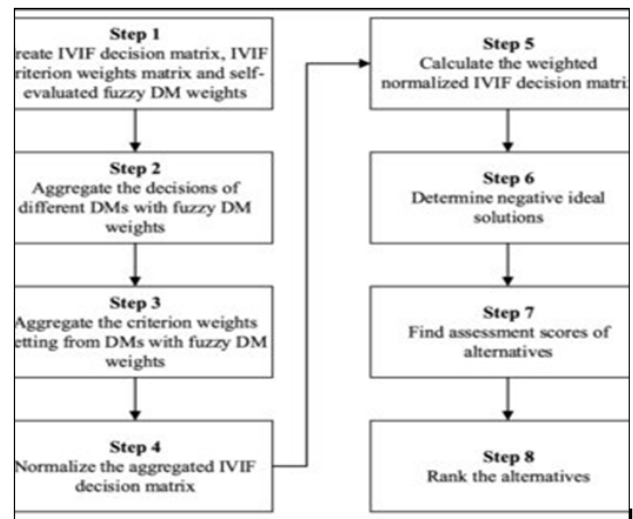 Step 1
reate IVIF decision matrix, IVIF
riterion weights matrix and self-
evaluated fuzzy DM weights
Step 2
Aggregate the decisions of
different DMs with fuzzy DM
weights
Step 3
Aggregate the criterion weights
etting from DMs with fuzzy DM
weights
Step 4
Normalize the aggregated IVIF
decision matrix
Step 5
Calculate the weighted
normalized IVIF decision matri
Step 6
Determine negative ideal
solutions
Step 7
Find assessment scores of
alternatives
Step 8
Rank the alternatives